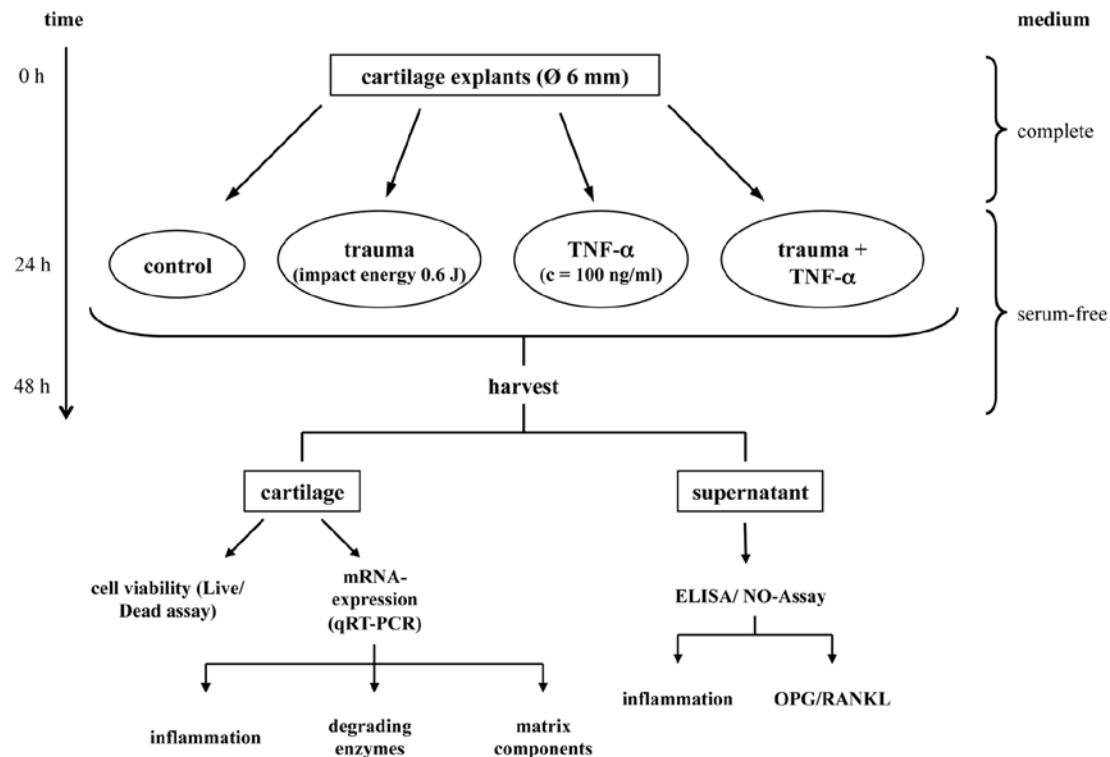 time
medium
0 h
cartilage explants (Ø 6 mm)
complete
24 h
control
trauma
(impact energy 0.6 J)
TNF-α
(c = 100 ng/ml)
trauma +
TNF-α
serum-free
48 h
harvest
cartilage
supernatant
cell viability (Live/
Dead assay)
mRNA-
expression
(qRT-PCR)
ELISA/ NO-Assay
inflammation
degrading
enzymes
matrix
components
inflammation
OPG/RANKL